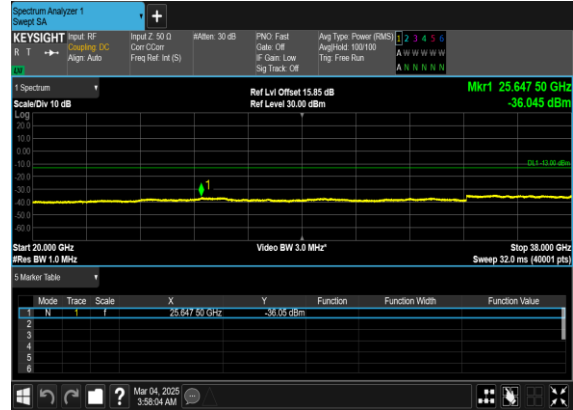 Spectrum Analyzer 1
Swept SA
+
KEYSIGHT Input: RF Input Z: 50 Ω #Atten: 30 dB PNO: Fast Avg Type: Power (RMS) 1 2 3 4 5 6
R T Coupling: DC Corr CCorr Gate: Off Avg|Hold: 100/100 A W W W W W
Align: Auto Freq Ref: Int (S) IF Gain: Low Trig: Free Run
Sig Track: Off A N N N N N
LNI
1 Spectrum Ref Lvl Offset 15.85 dB Mkr1 25.647 50 GHz
Scale/Div 10 dB Ref Level 30.00 dBm -36.045 dBm
Log
20.0
10.0
0.00
-10.0
DL1 -13.00 dBm
-20.0
-30.0
1
-40.0
-50.0
-60.0
Start 20.000 GHz Video BW 3.0 MHz* Stop 38.000 GHz
#Res BW 1.0 MHz Sweep 32.0 ms (40001 pts)
5 Marker Table
Mode Trace Scale X Y Function Function Width Function Value
1 N 1 f 25.647 50 GHz -36.05 dBm
2
3
4
5
6
?
Mar 04, 2025
3:58:04 AM